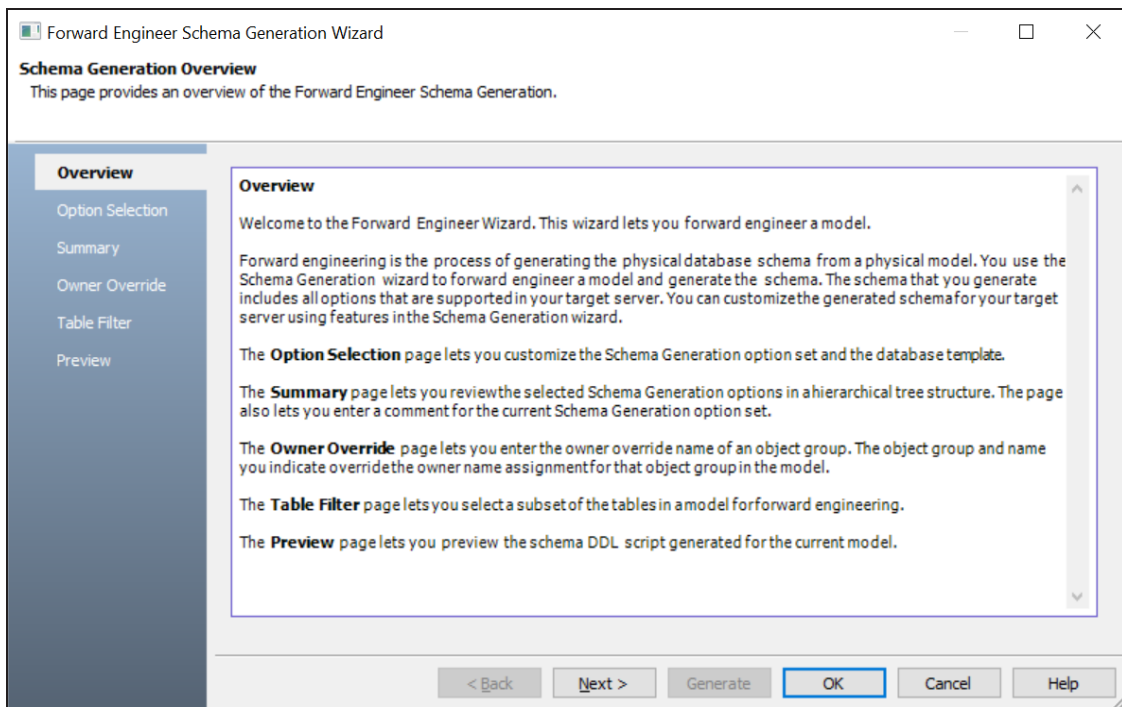 Forward Engineer Schema Generation Wizard
Schema Generation Overview
This page provides an overview of the Forward Engineer Schema Generation.
Overview
Option Selection
Summary
Owner Override
Table Filter
Preview
Overview
Welcome to the Forward Engineer Wizard. This wizard lets you forward engineer a model.
Forward engineering is the process of generating the physical database schema from a physical model. You use the
Schema Generation wizard to forward engineer a model and generate the schema. The schema that you generate
includes all options that are supported in your target server. You can customize the generated schema for your target
server using features in the Schema Generation wizard.
The Option Selection page lets you customize the Schema Generation option set and the database template.
The Summary page lets you review the selected Schema Generation options in a hierarchical tree structure. The page
also lets you enter a comment for the current Schema Generation option set.
The Owner Override page lets you enter the owner override name of an object group. The object group and name
you indicate override the owner name assignment for that object group in the model.
The Table Filter page lets you select a subset of the tables in a model for forward engineering.
The Preview page lets you preview the schema DDL script generated for the current model.
< Back
Next >
Generate
OK
Cancel
Help